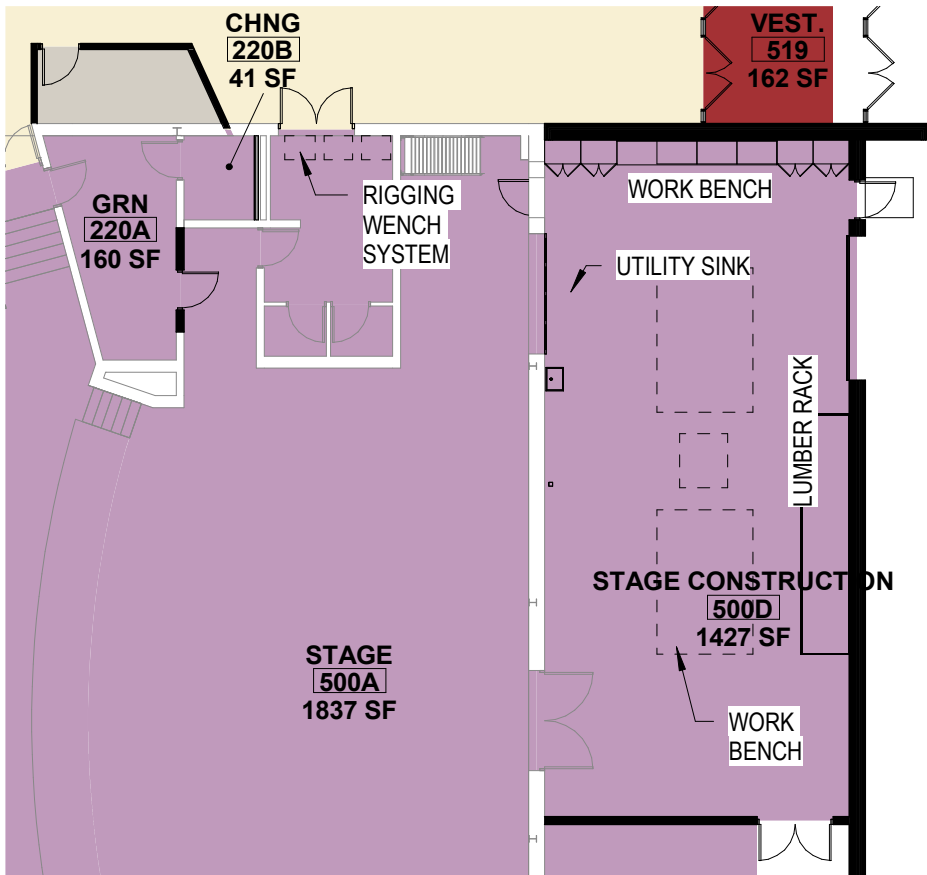 CHNG
220B
41 SF
VEST.
519
162 SF
GRN
220A
160 SF
RIGGING
WENCH
SYSTEM
WORK BENCH
UTILITY SINK
LUMBER RACK
STAGE CONSTRUCTION
500D
1427 SF
STAGE
500A
1837 SF
WORK
BENCH